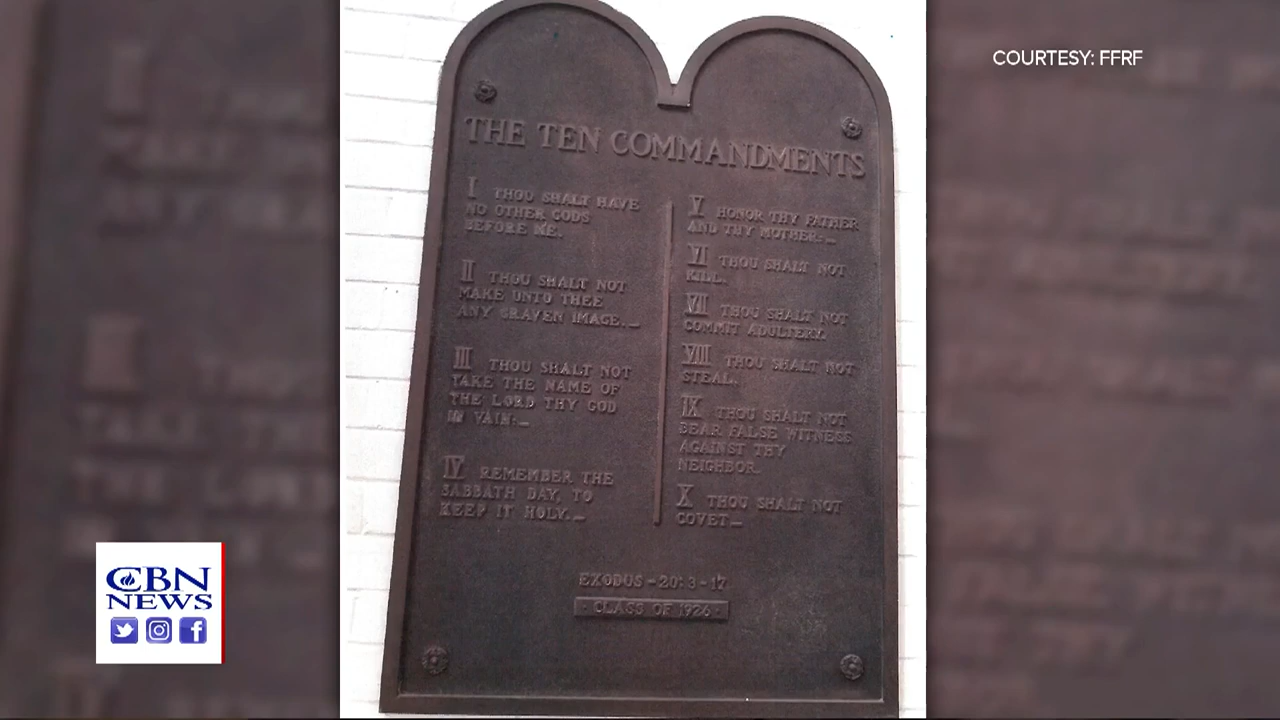 COURTESY: FFRF
THE TEN COMMANDMENTS
I THOU SHALT HAVE
NO OTHER GODS
BEFORE ME.
II THOU SHALT NOT
MAKE UNTO THEE
ANY GRAVEN IMAGE.—
III THOU SHALT NOT
TAKE THE NAME OF
THE LORD THY GOD
IN VAIN:—
IV REMEMBER THE
SABBATH DAY, TO
KEEP IT HOLY.—
V HONOR THY FATHER
AND THY MOTHER:—
VI THOU SHALT NOT
KILL.
VII THOU SHALT NOT
COMMIT ADULTERY.
VIII THOU SHALT NOT
STEAL.
IX THOU SHALT NOT
BEAR FALSE WITNESS
AGAINST THY
NEIGHBOR.
X THOU SHALT NOT
COVET—
EXODUS - 20:3-17
· CLASS OF 1926 ·
CBN
NEWS